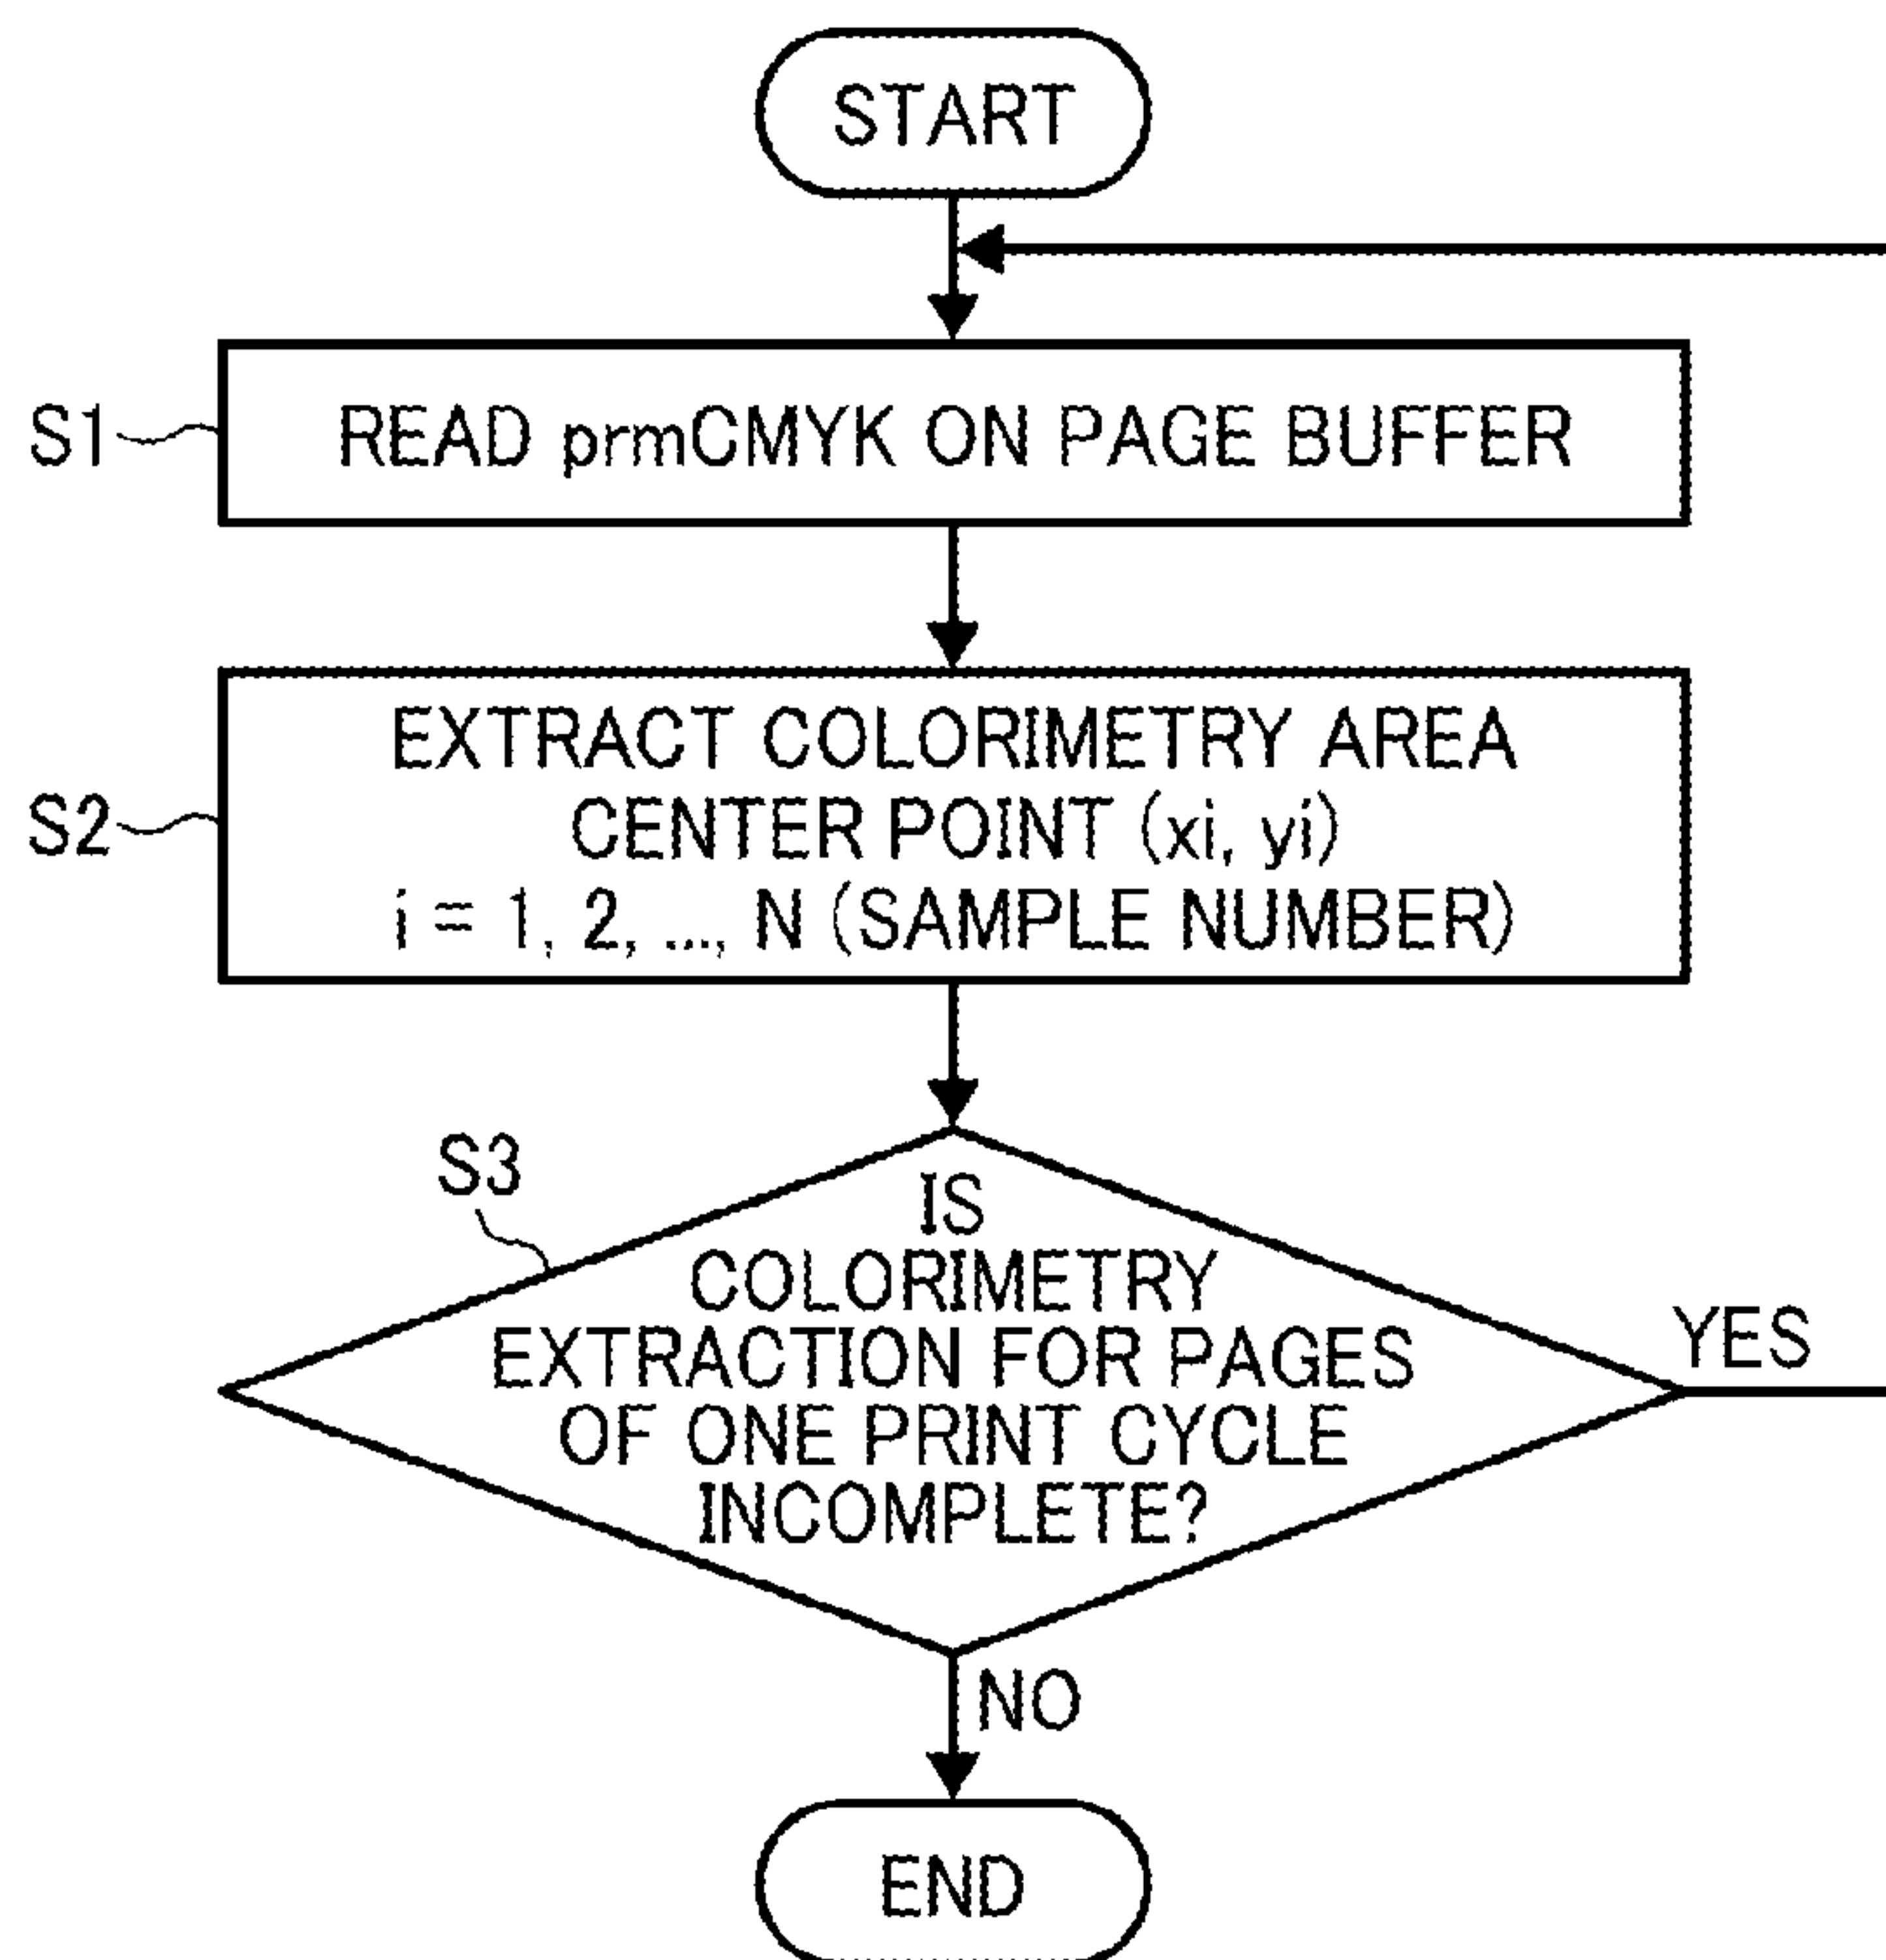 START
S1
READ prmCMYK ON PAGE BUFFER
S2
EXTRACT COLORIMETRY AREA
CENTER POINT (xi, yi)
i = 1, 2, ..., N (SAMPLE NUMBER)
S3
IS
COLORIMETRY
EXTRACTION FOR PAGES
OF ONE PRINT CYCLE
INCOMPLETE?
YES
NO
END